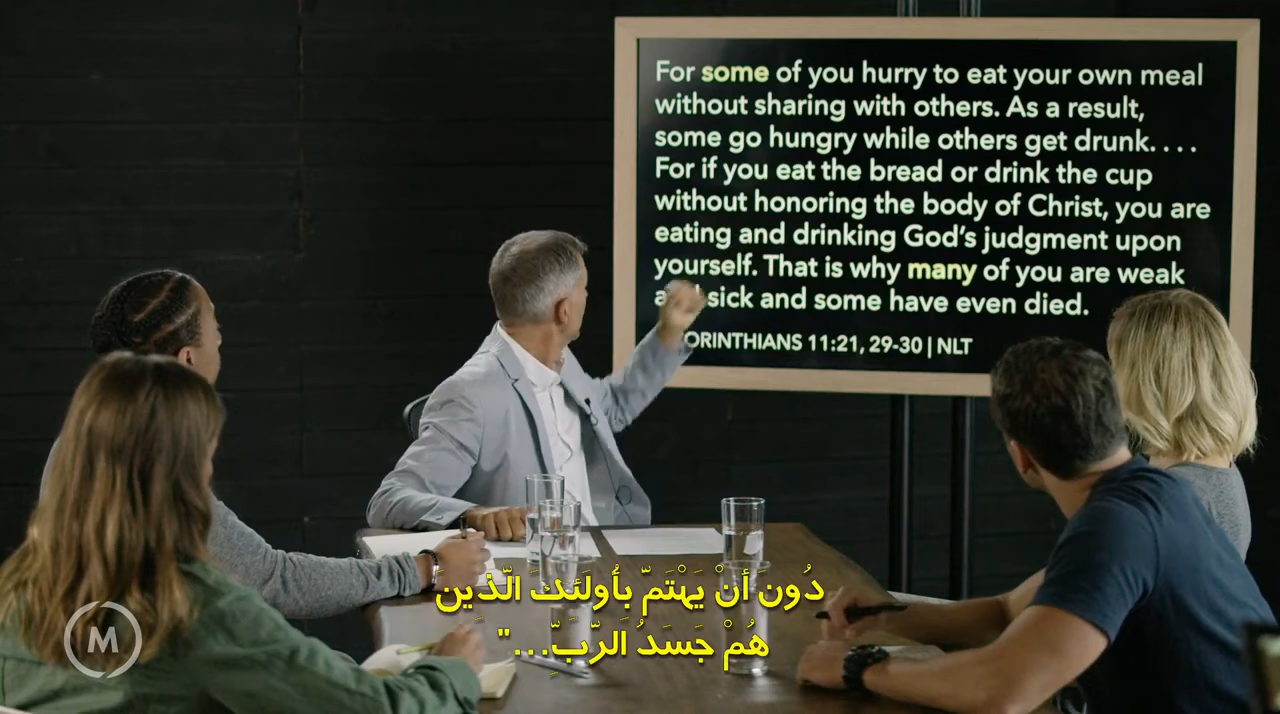 For some of you hurry to eat your own meal
without sharing with others. As a result,
some go hungry while others get drunk. . . .
For if you eat the bread or drink the cup
without honoring the body of Christ, you are
eating and drinking God's judgment upon
yourself. That is why many of you are weak
sick and some have even died.
ORINTHIANS 11:21, 29-30 | NLT
دُونَ أنْ يَهْتَمّ بِأُولَئِكَ الّذِين
هُمْ جَسَدُ الرّبِّ..."
M